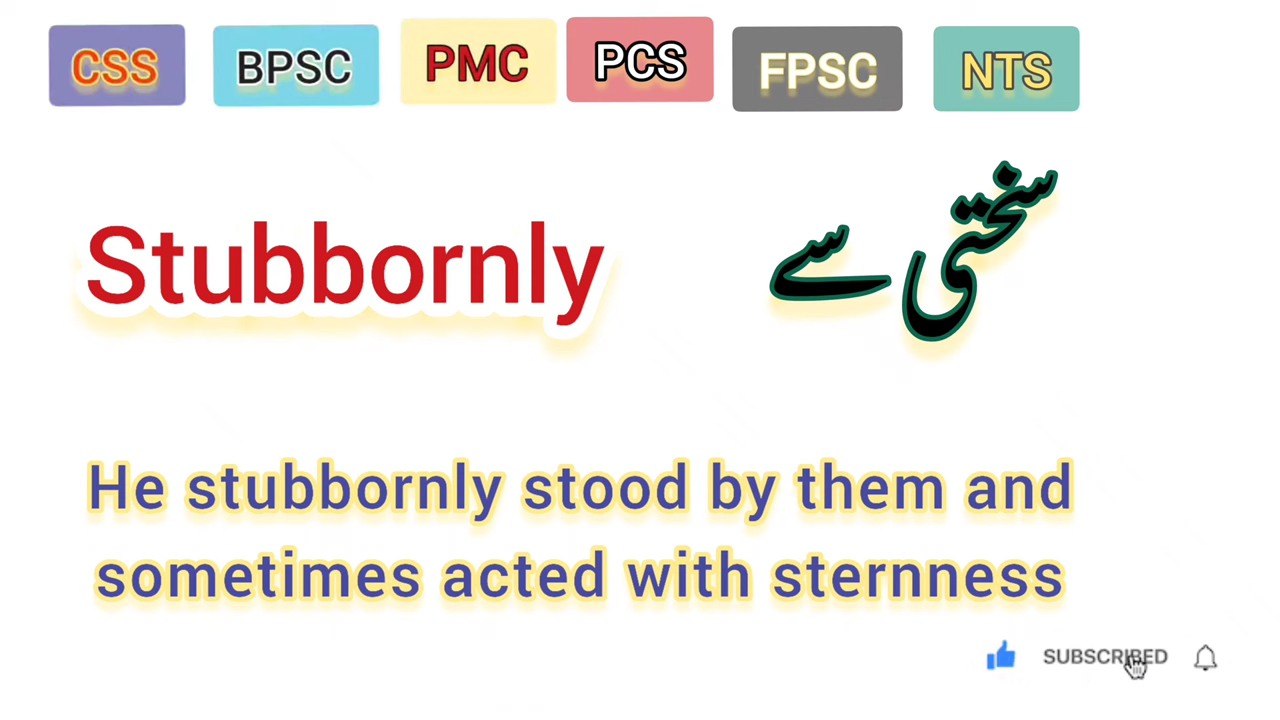 CSS BPSC PMC PCS FPSC NTS
Stubbornly سختی سے
He stubbornly stood by them and
sometimes acted with sternness
SUBSCRIBED